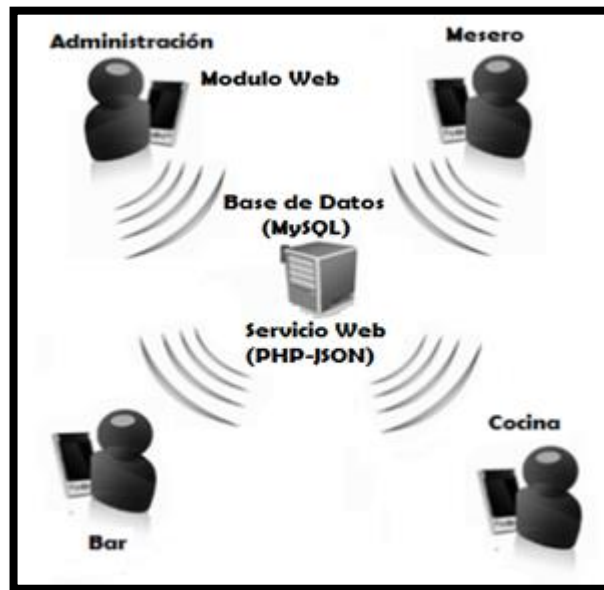 Administración
Mesero
Modulo Web
Base de Datos
(MySQL)
Servicio Web
(PHP-JSON)
Cocina
Bar